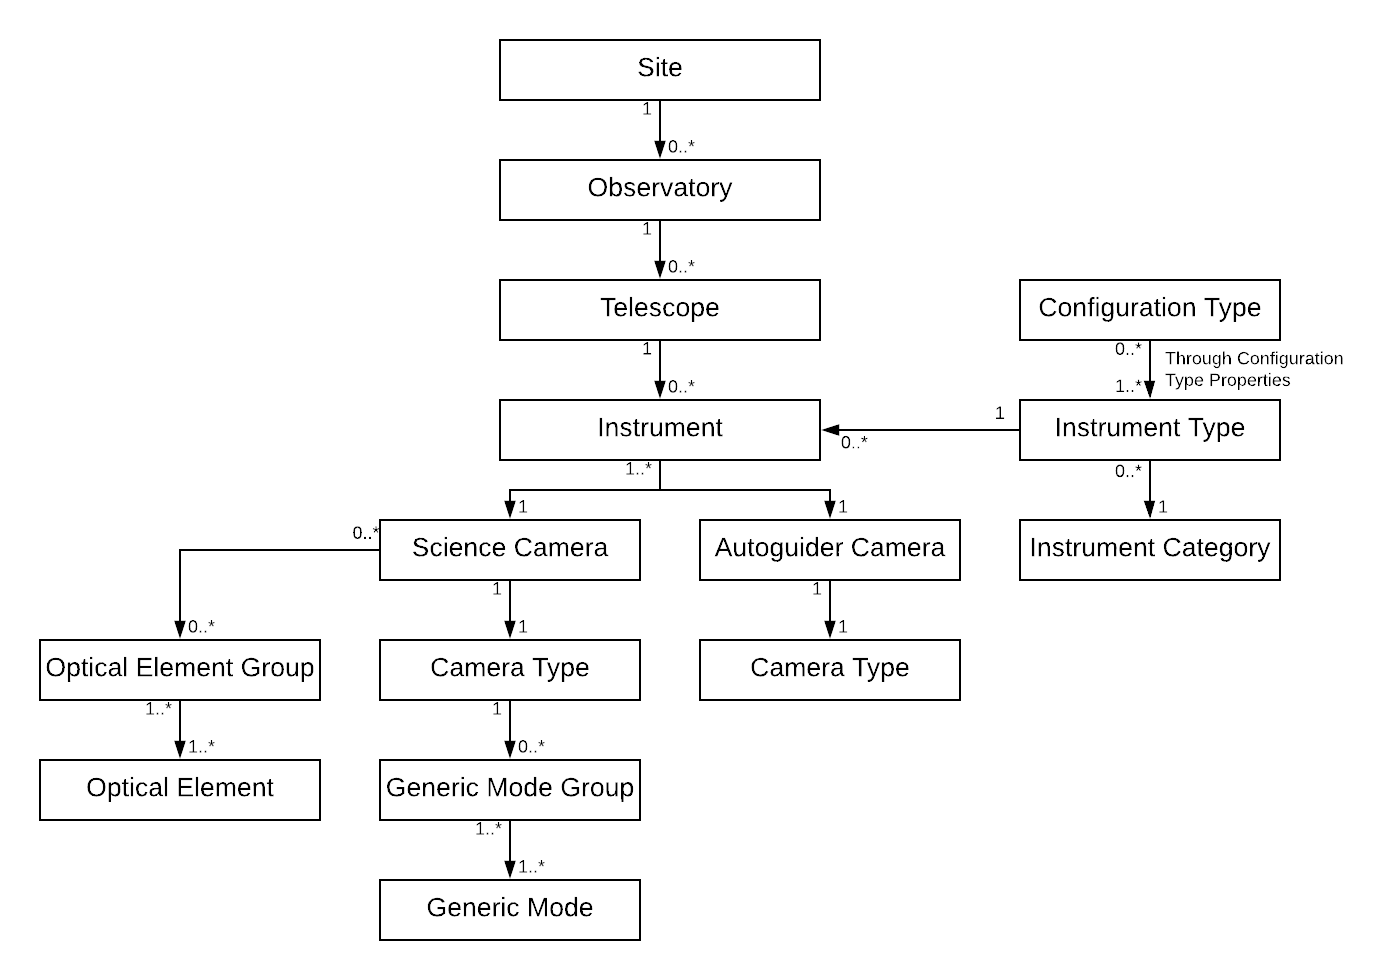 Site
1
0..*
Observatory
1
0..*
Telescope
Configuration Type
1
0..*
0..*
Through Configuration
Type Properties
1..*
Instrument
1
0..*
Instrument Type
1..*
0..*
1
1
1
0..*
Science Camera
Autoguider Camera
Instrument Category
1
1
0..*
1
1
Optical Element Group
Camera Type
Camera Type
1..*
1
1..*
0..*
Optical Element
Generic Mode Group
1..*
1..*
Generic Mode